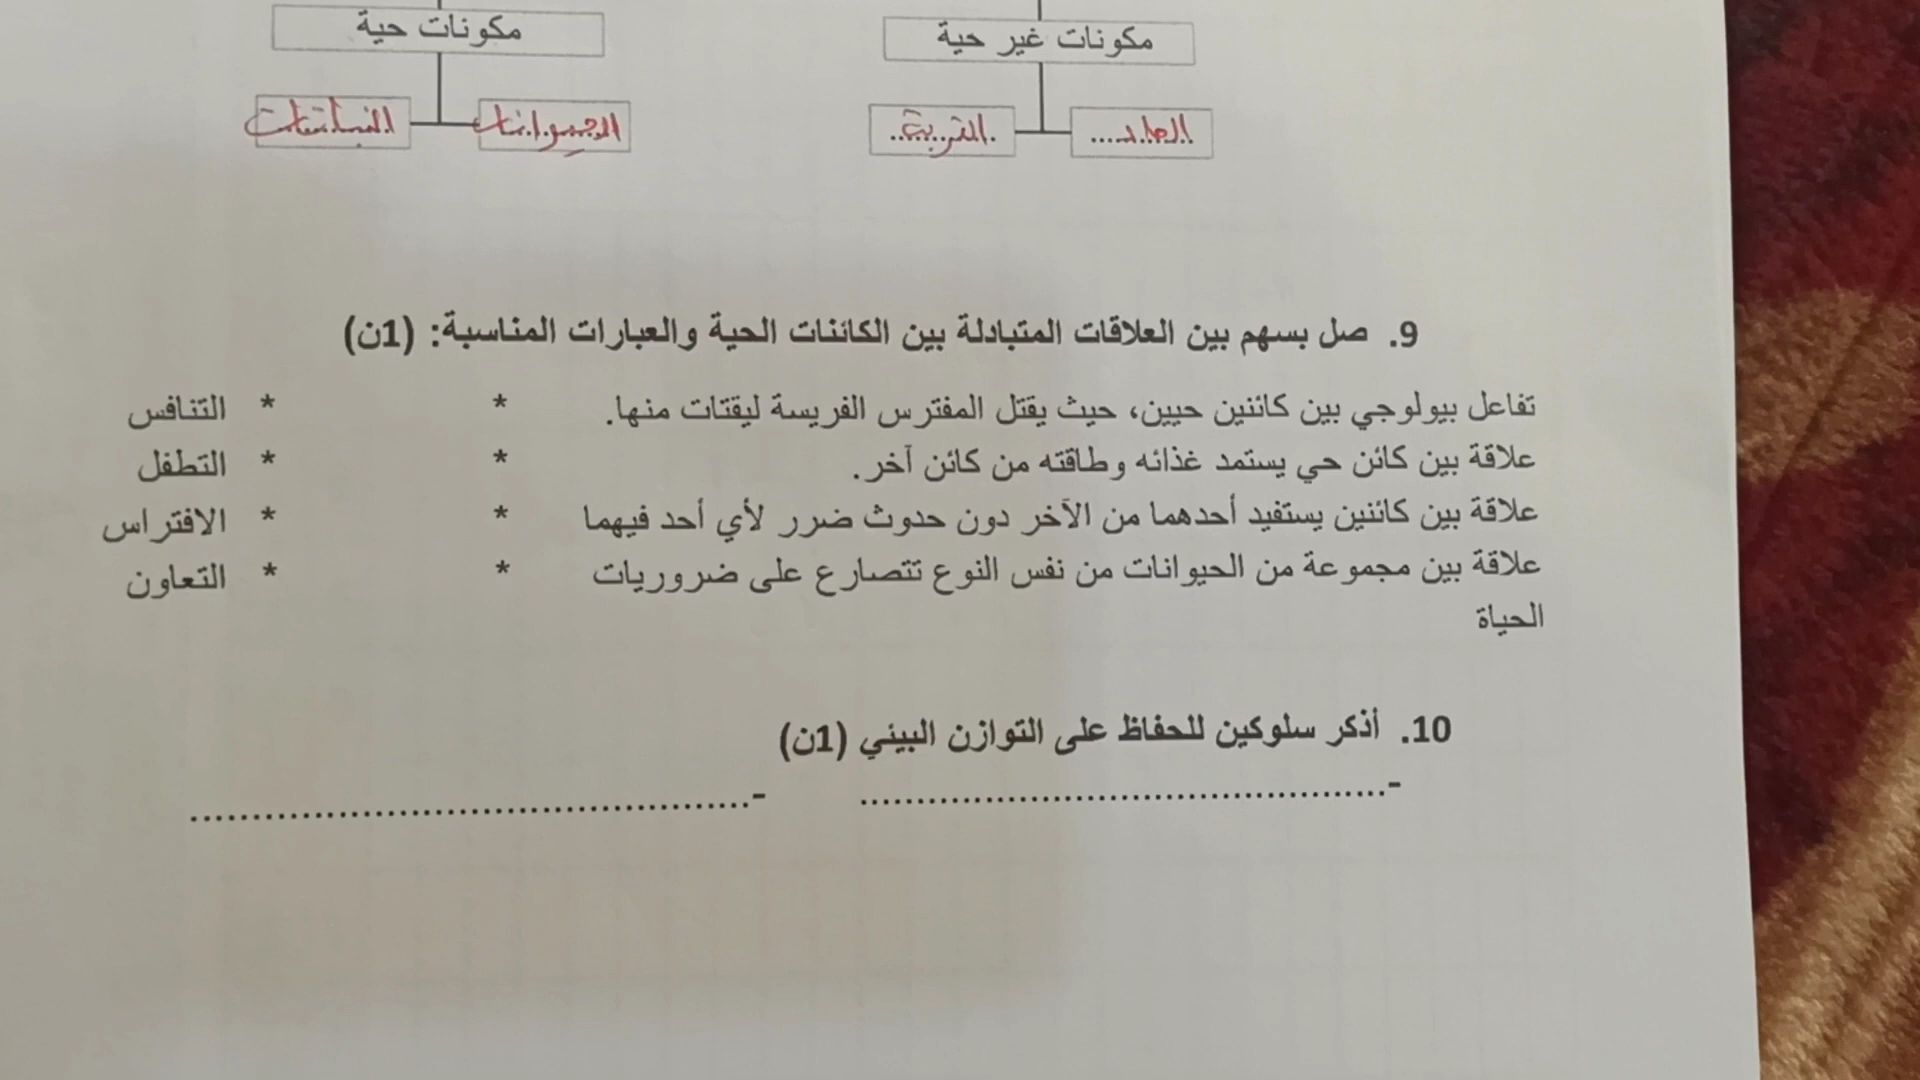 مكونات غير حية
مكونات حية
الماء
التربة
الحيوانات
النباتات
9. صل بسهم بين العلاقات المتبادلة بين الكائنات الحية والعبارات المناسبة: (1ن)
تفاعل بيولوجي بين كائنين حيين، حيث يقتل المفترس الفريسة ليقتات منها. * * التنافس
علاقة بين كائن حي يستمد غذائه وطاقته من كائن آخر. * * التطفل
علاقة بين كائنين يستفيد أحدهما من الآخر دون حدوث ضرر لأي أحد فيهما * * الافتراس
علاقة بين مجموعة من الحيوانات من نفس النوع تتصارع على ضروريات * * التعاون
الحياة
10. أذكر سلوكين للحفاظ على التوازن البيئي (1ن)
-.............................................. -..............................................